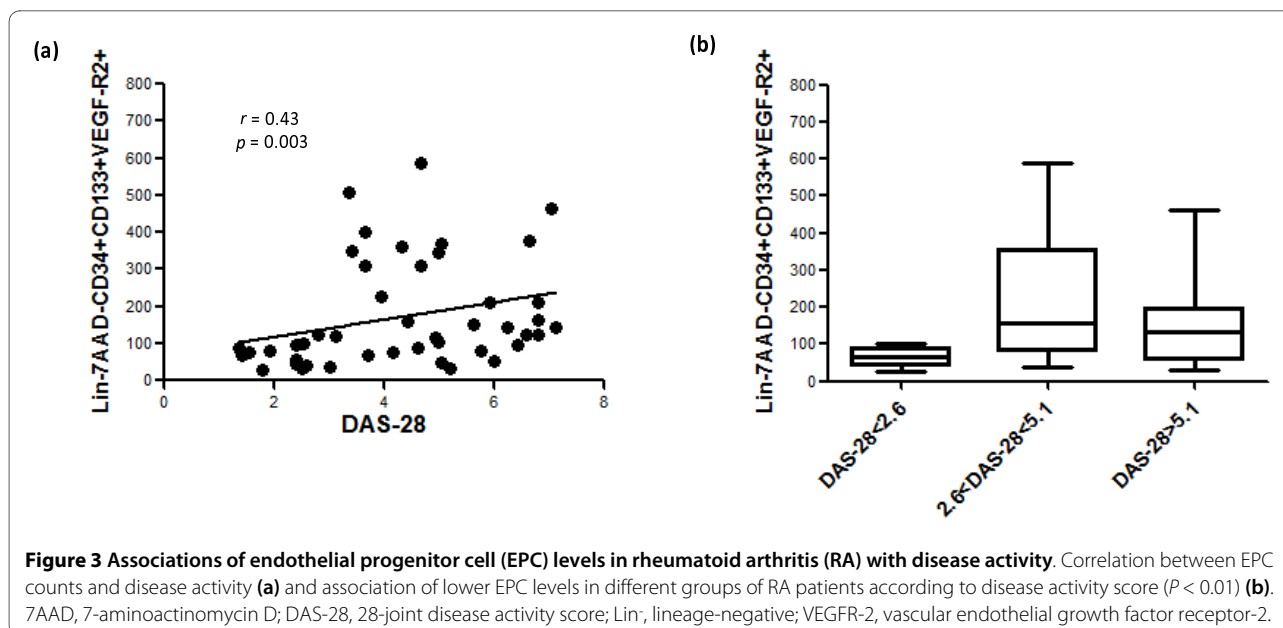 (a)
Lin-7AAD-CD34+CD133+VEGF-R2+
800
700
600
500
400
300
200
100
0
r = 0.43
p = 0.003
0 2 4 6 8
DAS-28
(b)
Lin-7AAD-CD34+CD133+VEGF-R2+
800
700
600
500
400
300
200
100
0
DAS-28<2.6
2.6<DAS-28<5.1
DAS-28>5.1
Figure 3 Associations of endothelial progenitor cell (EPC) levels in rheumatoid arthritis (RA) with disease activity. Correlation between EPC
counts and disease activity (a) and association of lower EPC levels in different groups of RA patients according to disease activity score (P < 0.01) (b).
7AAD, 7-aminoactinomycin D; DAS-28, 28-joint disease activity score; Lin⁻, lineage-negative; VEGFR-2, vascular endothelial growth factor receptor-2.